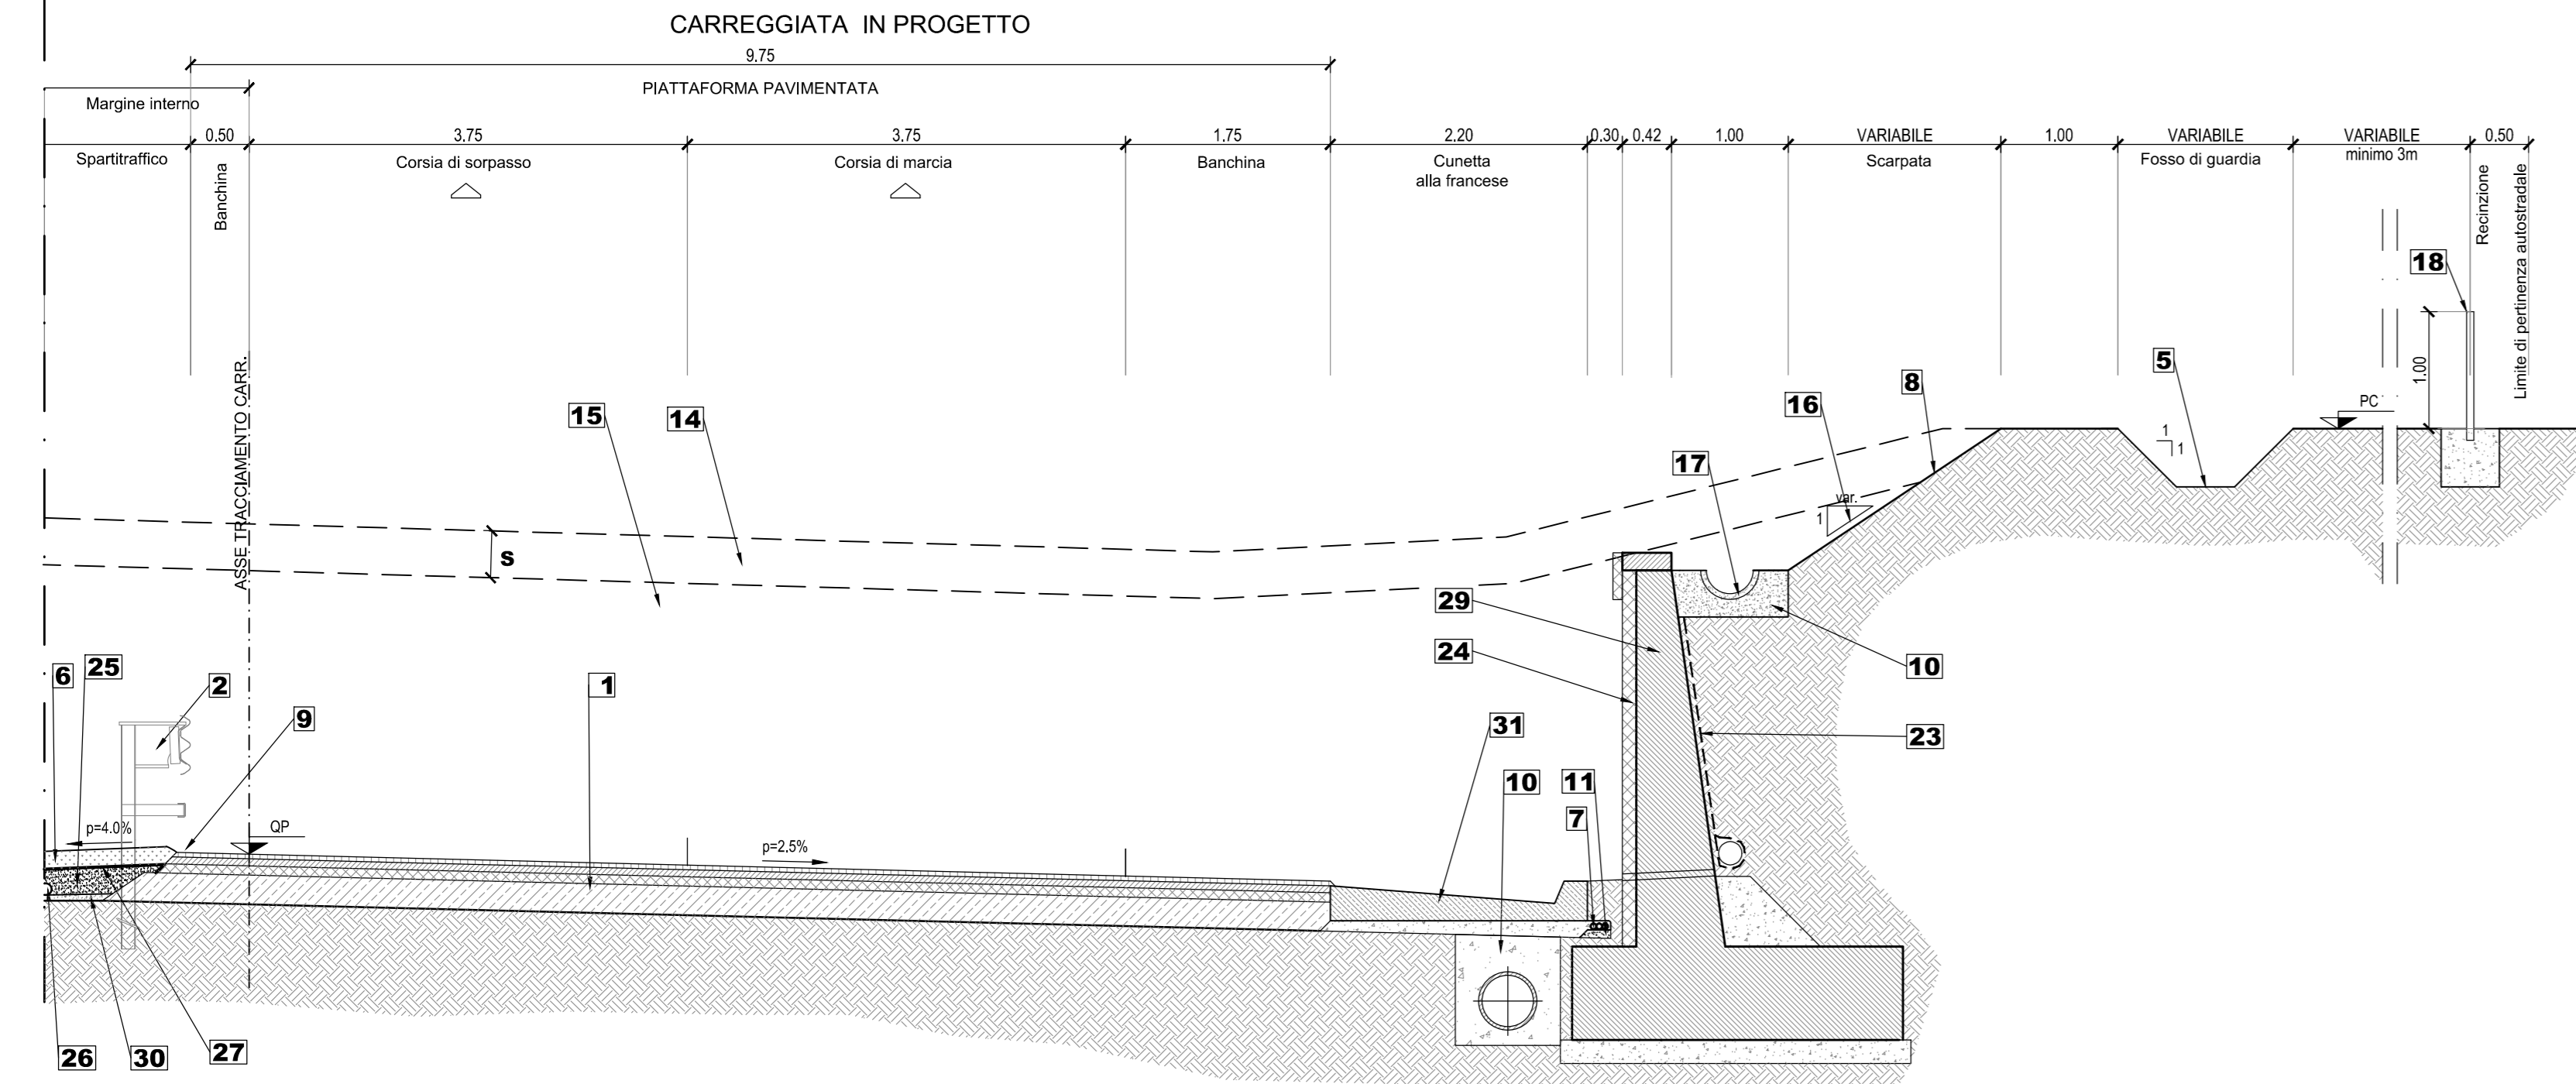 CARREGGIATA IN PROGETTO
9.75
PIATTAFORMA PAVIMENTATA
Margine interno
0.50
3.75
3.75
1.75
2.20
0.30
0.42
1.00
VARIABILE
1.00
VARIABILE
VARIABILE
0.50
Spartitraffico
Banchina
Corsia di sorpasso
Corsia di marcia
Banchina
Cunetta
alla francese
Scarpata
Fosso di guardia
minimo 3m
Recinzione
Limite di pertinenza autostradale
ASSE TRACCIAMENTO CARR.
18
1.00
5
8
16
PC
15
14
17
1
1
var.
1
s
29
24
10
6
25
2
1
9
31
23
10
11
7
p=4.0%
QP
p=2.5%
26
30
27